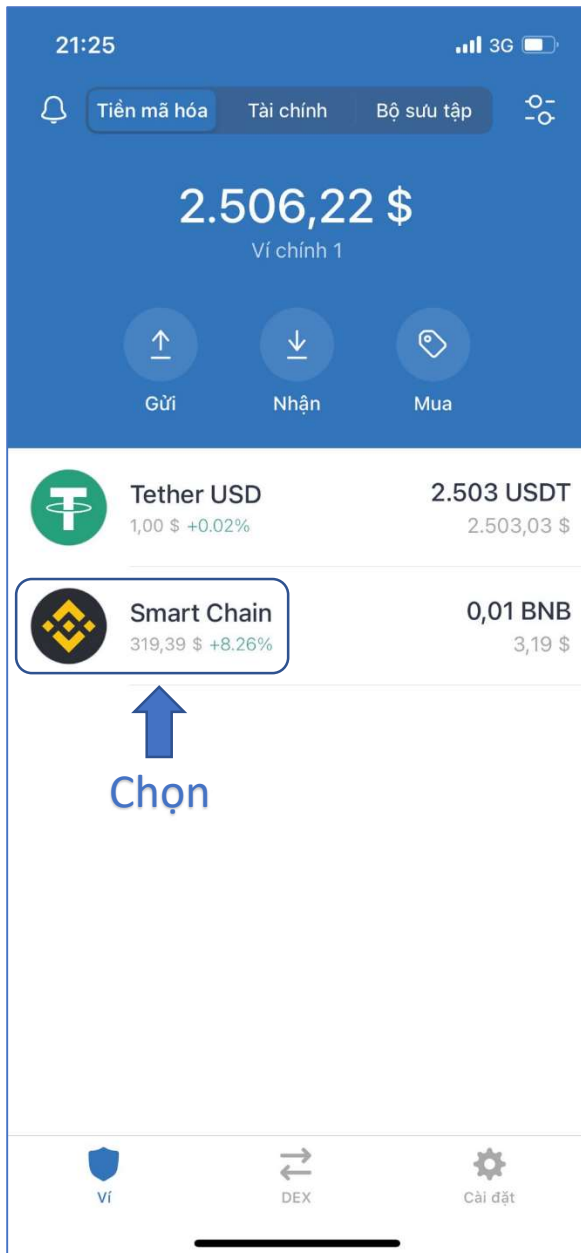 21:25 3G
Tiền mã hóa Tài chính Bộ sưu tập
2.506,22 $
Ví chính 1
Gửi Nhận Mua
Tether USD 2.503 USDT
1,00 $ +0.02% 2.503,03 $
Smart Chain 0,01 BNB
319,39 $ +8.26% 3,19 $
Chọn
Ví DEX Cài đặt